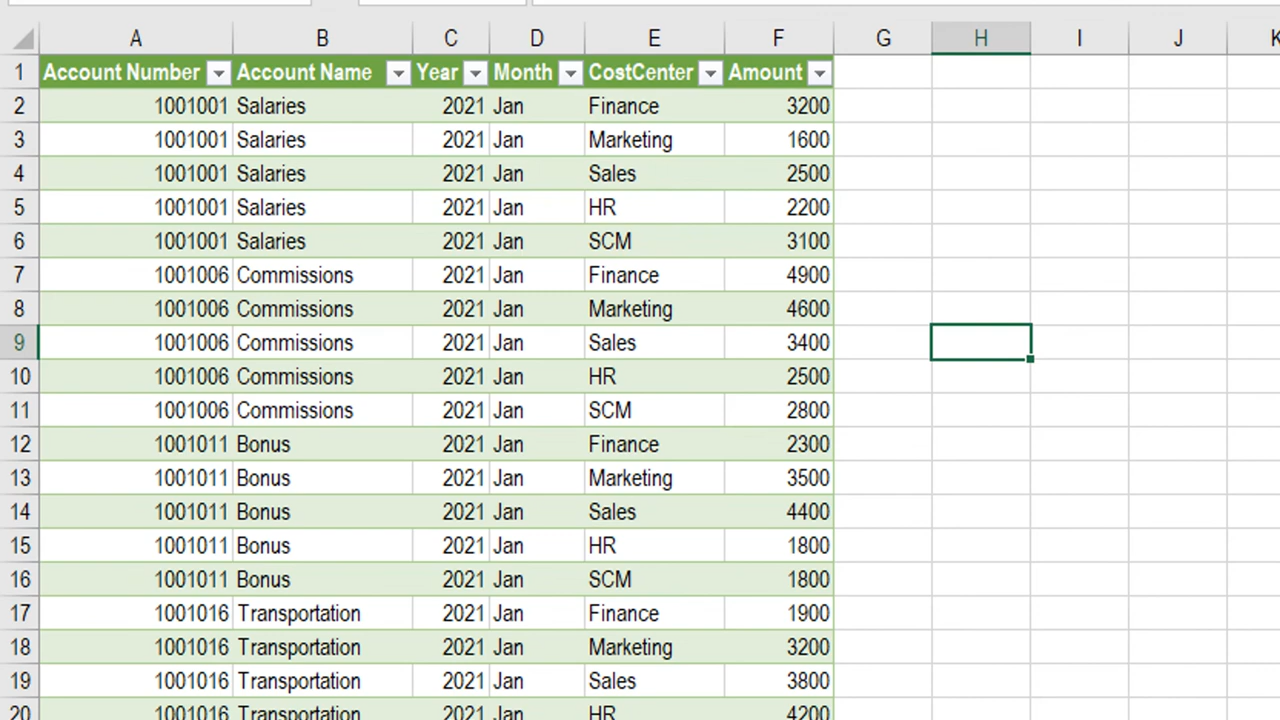 A B C D E F G H I J K
1 Account Number Account Name Year Month CostCenter Amount
2 1001001 Salaries 2021 Jan Finance 3200
3 1001001 Salaries 2021 Jan Marketing 1600
4 1001001 Salaries 2021 Jan Sales 2500
5 1001001 Salaries 2021 Jan HR 2200
6 1001001 Salaries 2021 Jan SCM 3100
7 1001006 Commissions 2021 Jan Finance 4900
8 1001006 Commissions 2021 Jan Marketing 4600
9 1001006 Commissions 2021 Jan Sales 3400
10 1001006 Commissions 2021 Jan HR 2500
11 1001006 Commissions 2021 Jan SCM 2800
12 1001011 Bonus 2021 Jan Finance 2300
13 1001011 Bonus 2021 Jan Marketing 3500
14 1001011 Bonus 2021 Jan Sales 4400
15 1001011 Bonus 2021 Jan HR 1800
16 1001011 Bonus 2021 Jan SCM 1800
17 1001016 Transportation 2021 Jan Finance 1900
18 1001016 Transportation 2021 Jan Marketing 3200
19 1001016 Transportation 2021 Jan Sales 3800
20 1001016 Transportation 2021 Jan HR 4200